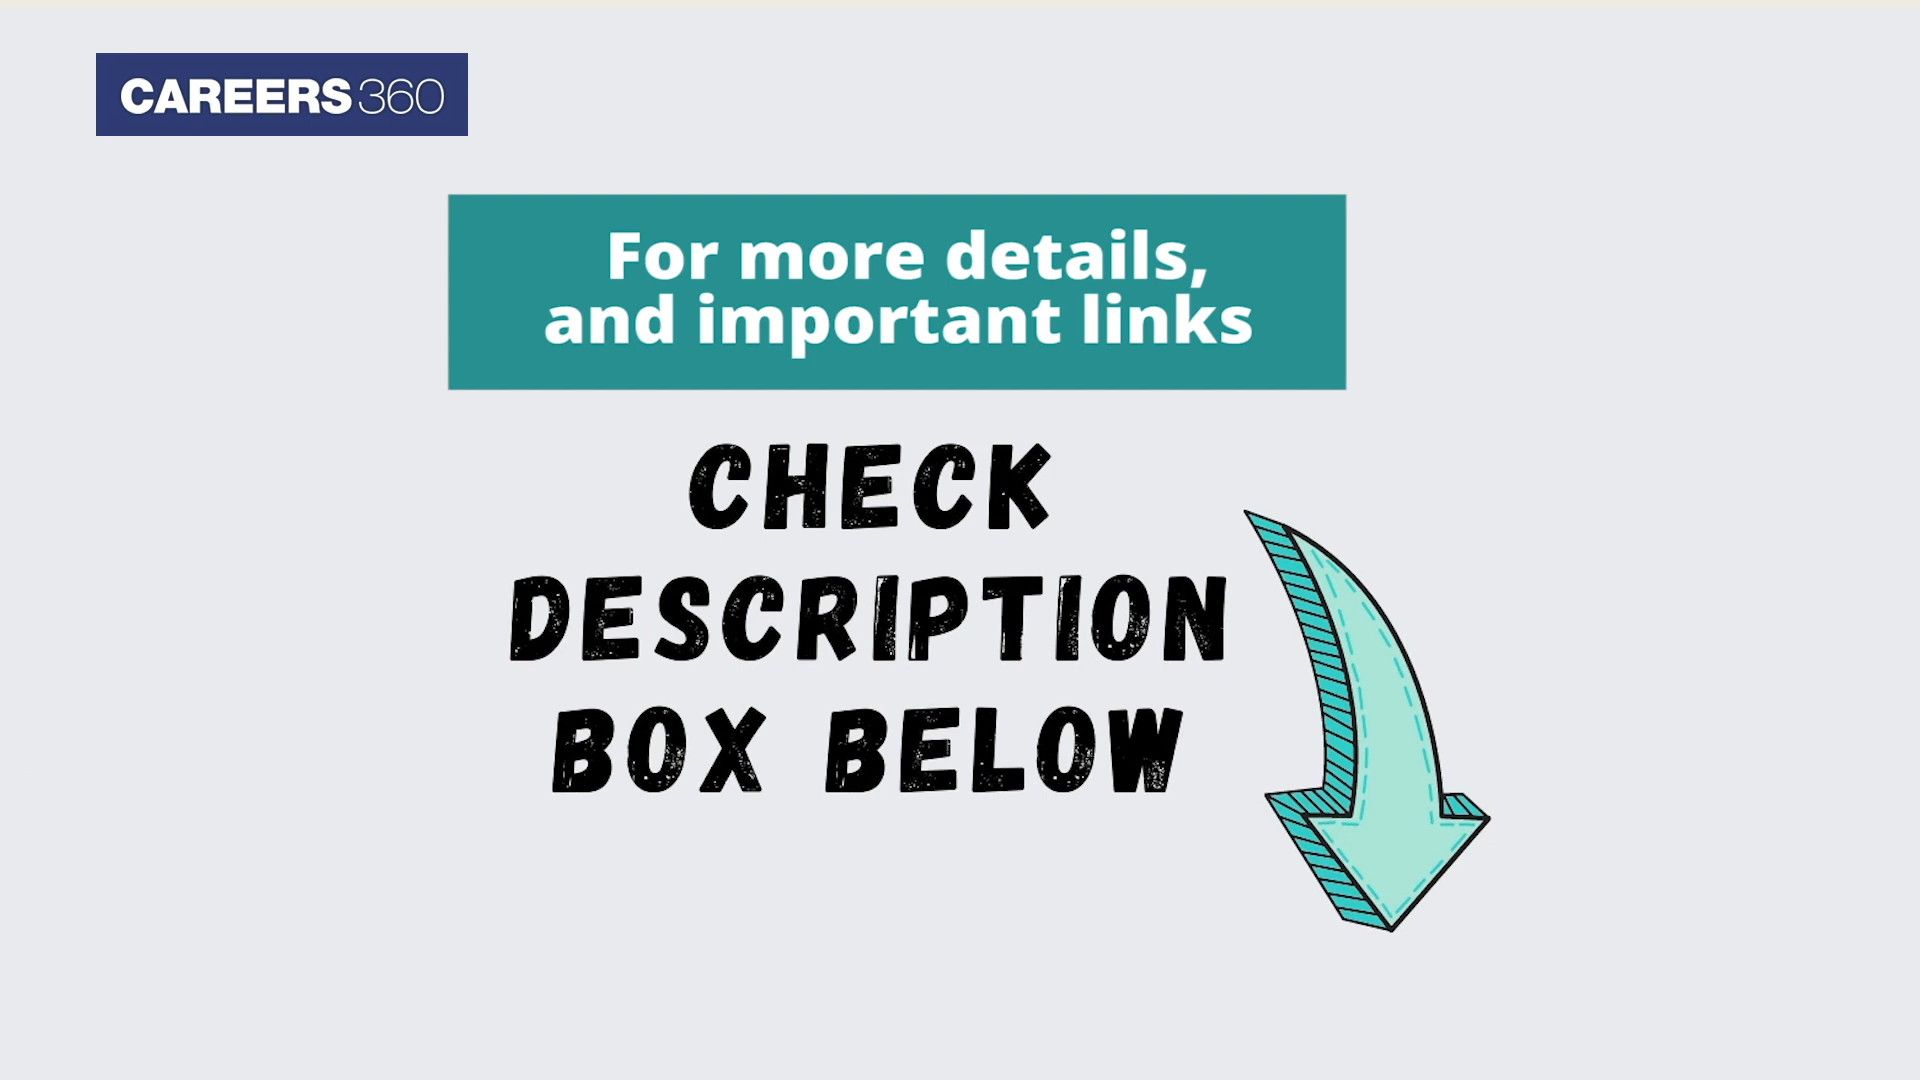 CAREERS360
For more details,
and important links
CHECK
DESCRIPTION
BOX BELOW